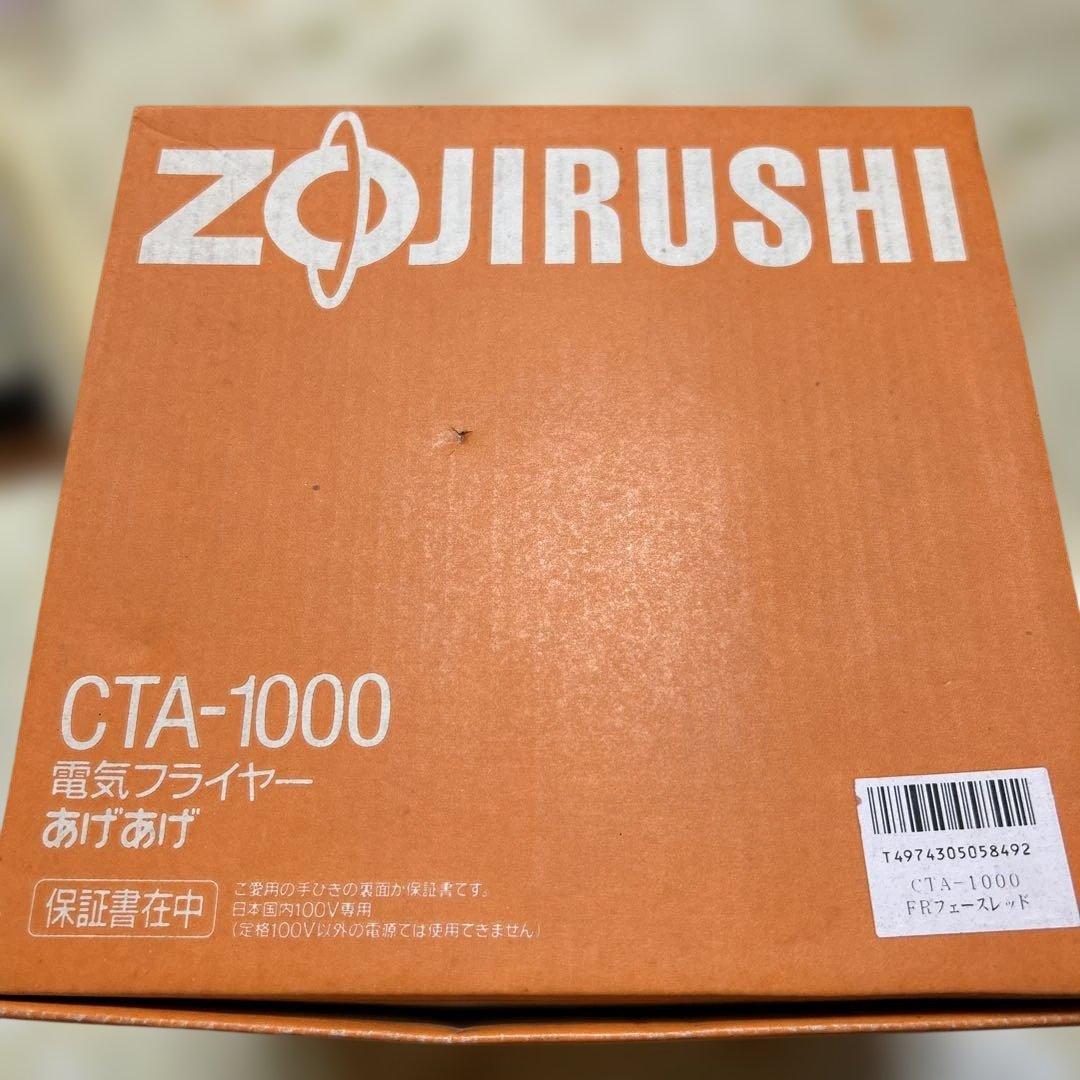 ZOJIRUSHI
CTA-1000
電気フライヤー
あげあげ
保証書在中
ご愛用の手びきの裏面が保証書です。
日本国内100V専用
(定格100V以外の電源では使用できません)
T4974305058492
CTA-1000
FRフェースレッド